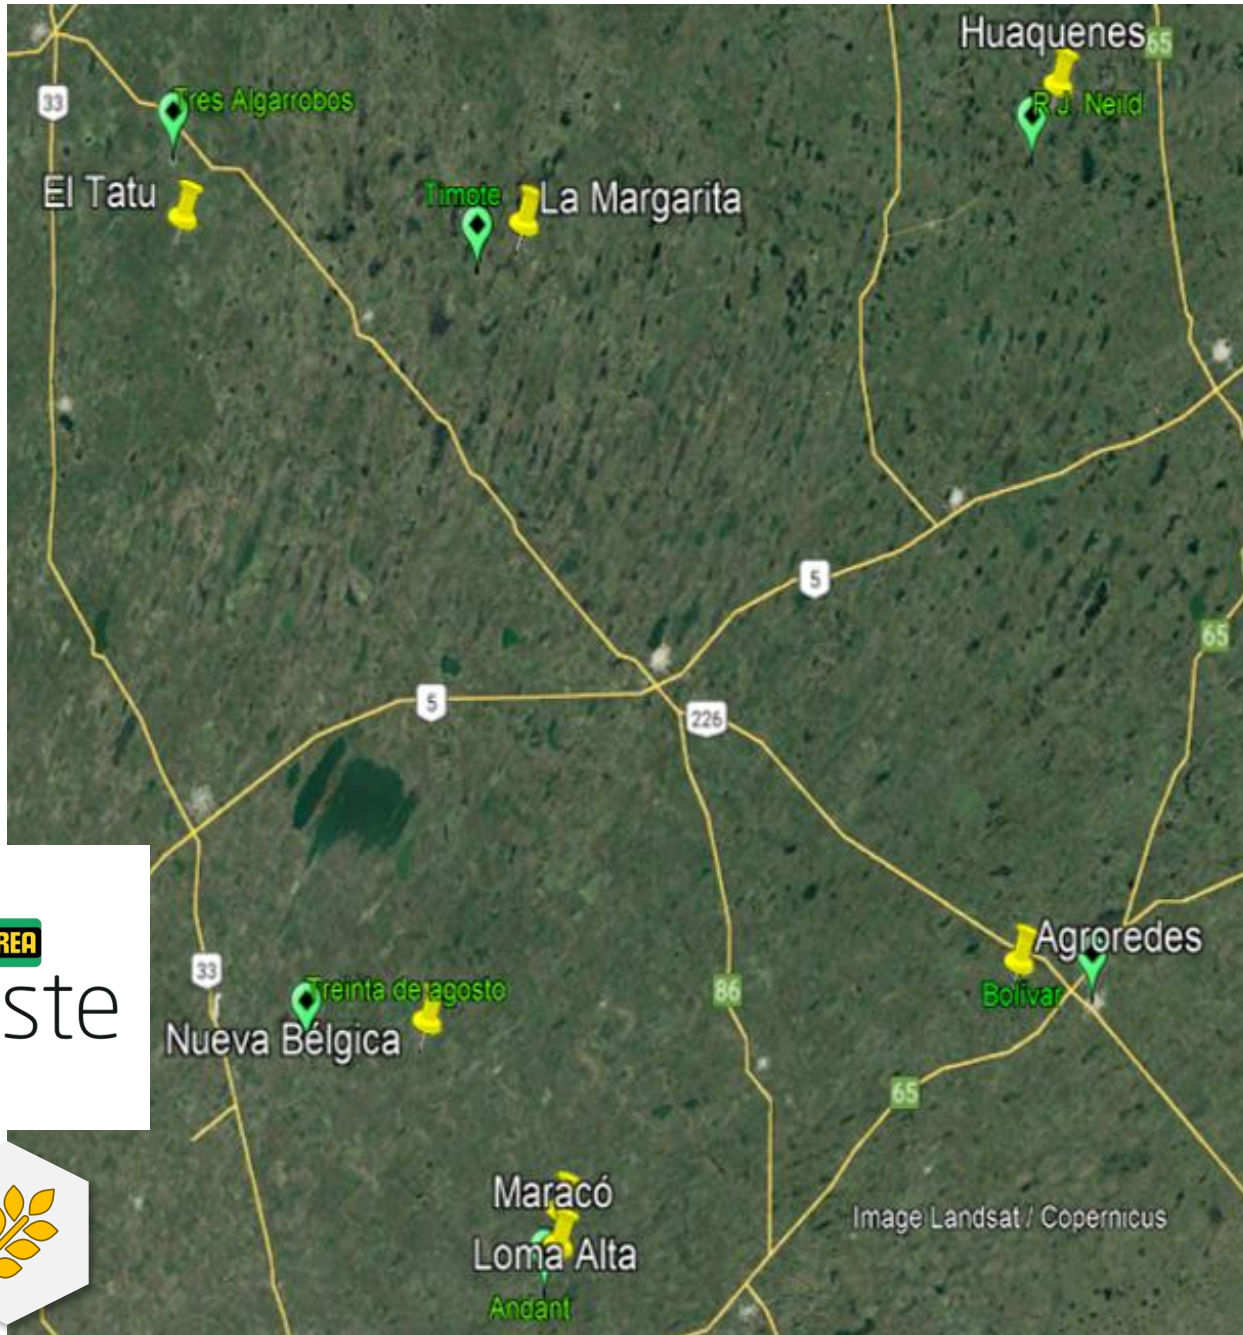 Huaquenes
65
33
Tres Algarrobos
R.J. Neild
El Tatu
Timote
La Margarita
5
65
5
226
REA
ste
Agroredes
33
Treinta de agosto
86
Bolívar
Nueva Bélgica
65
Maracó
Image Landsat / Copernicus
Loma Alta
Andant